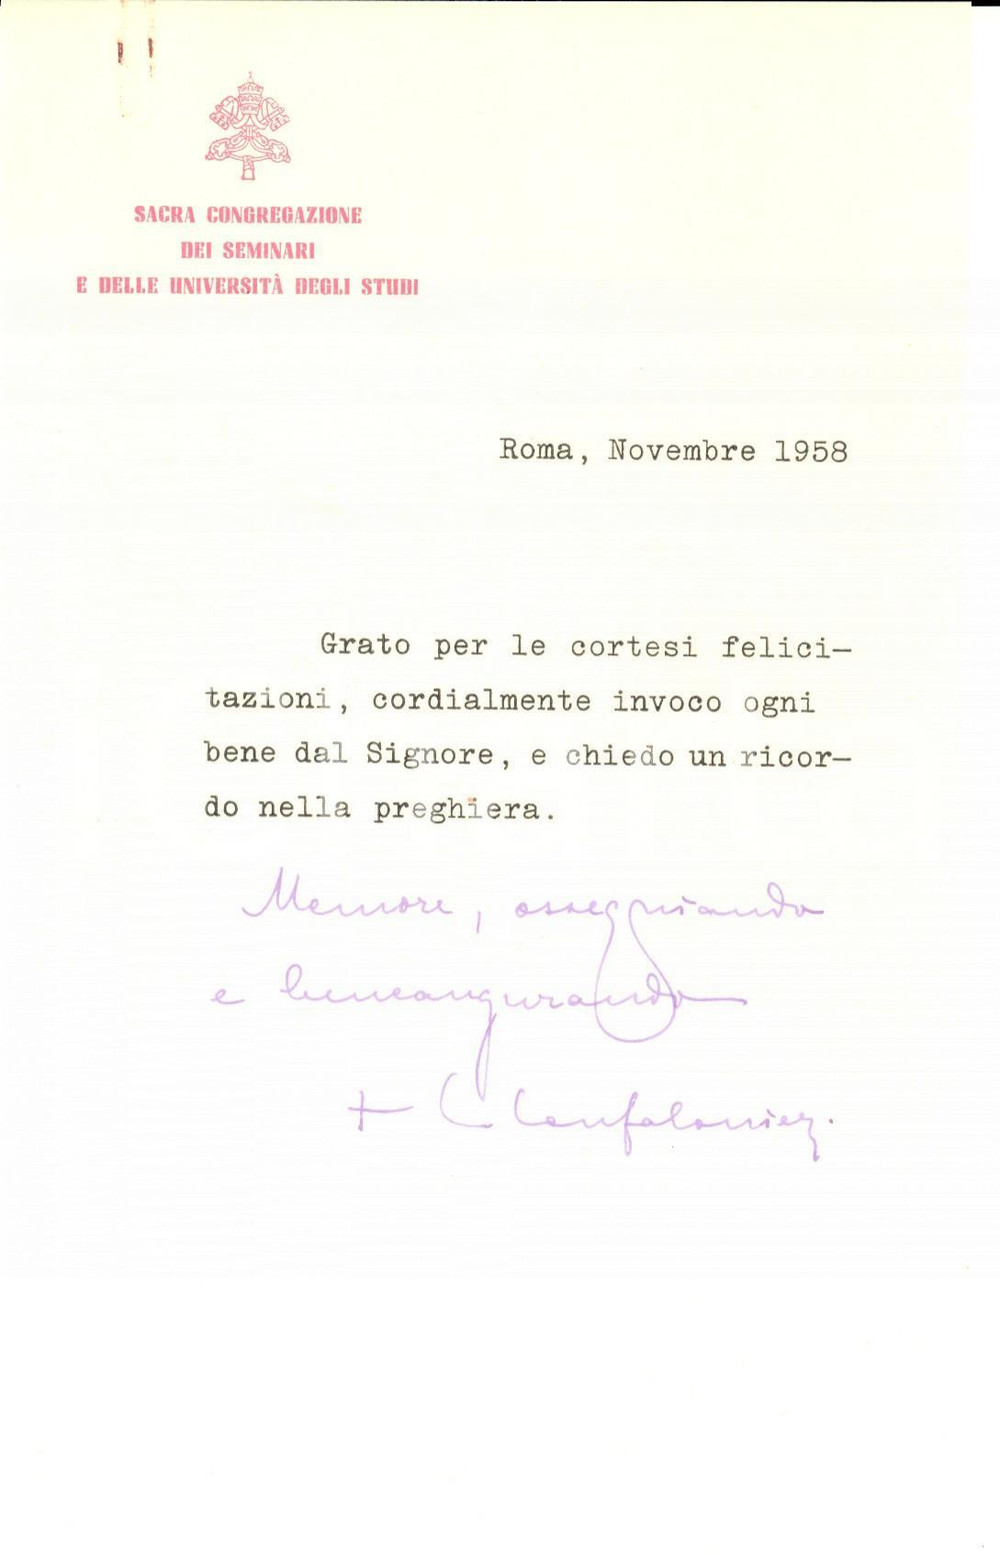 SACRA CONGREGAZIONE
DEI SEMINARI
E DELLE UNIVERSITÀ DEGLI STUDI
Roma, Novembre 1958
Grato per le cortesi felici—
tazioni, cordialmente invoco ogni
bene dal Signore, e chiedo un ricor—
do nella preghiera.
Memore, ossequiando
e beneaugurando
+ C Confalonieri.